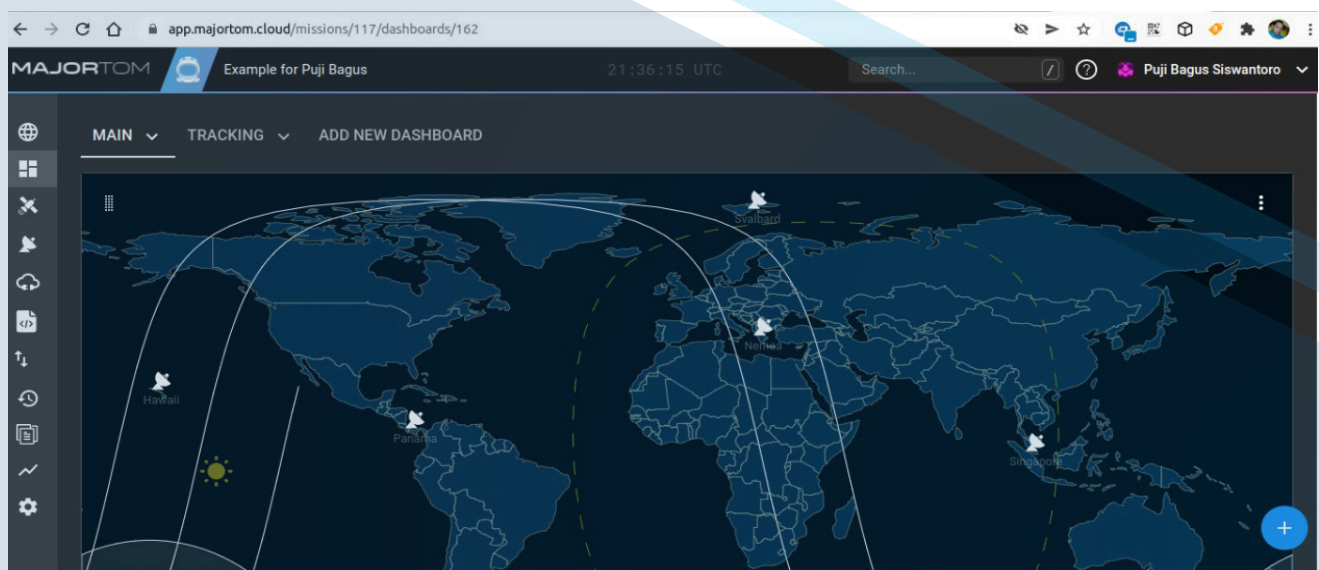 app.majortom.cloud/missions/117/dashboards/162
MAJORTOM
Example for Puji Bagus
21:36:15 UTC
Search...
/
?
Puji Bagus Siswantoro
MAIN
TRACKING
ADD NEW DASHBOARD
Svalbard
Nemea
Hawaii
Panama
Singapore
+